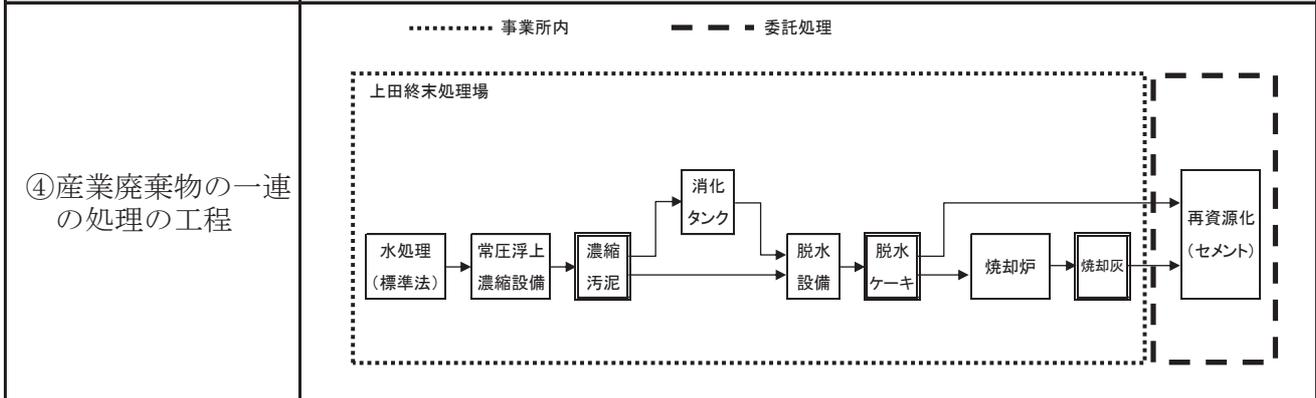 事業所内
委託処理
上田終末処理場
④産業廃棄物の一連
の処理の工程
水処理
(標準法)
常圧浮上
濃縮設備
濃縮
汚泥
消化
タンク
脱水
設備
脱水
ケーキ
焼却炉
焼却灰
再資源化
(セメント)